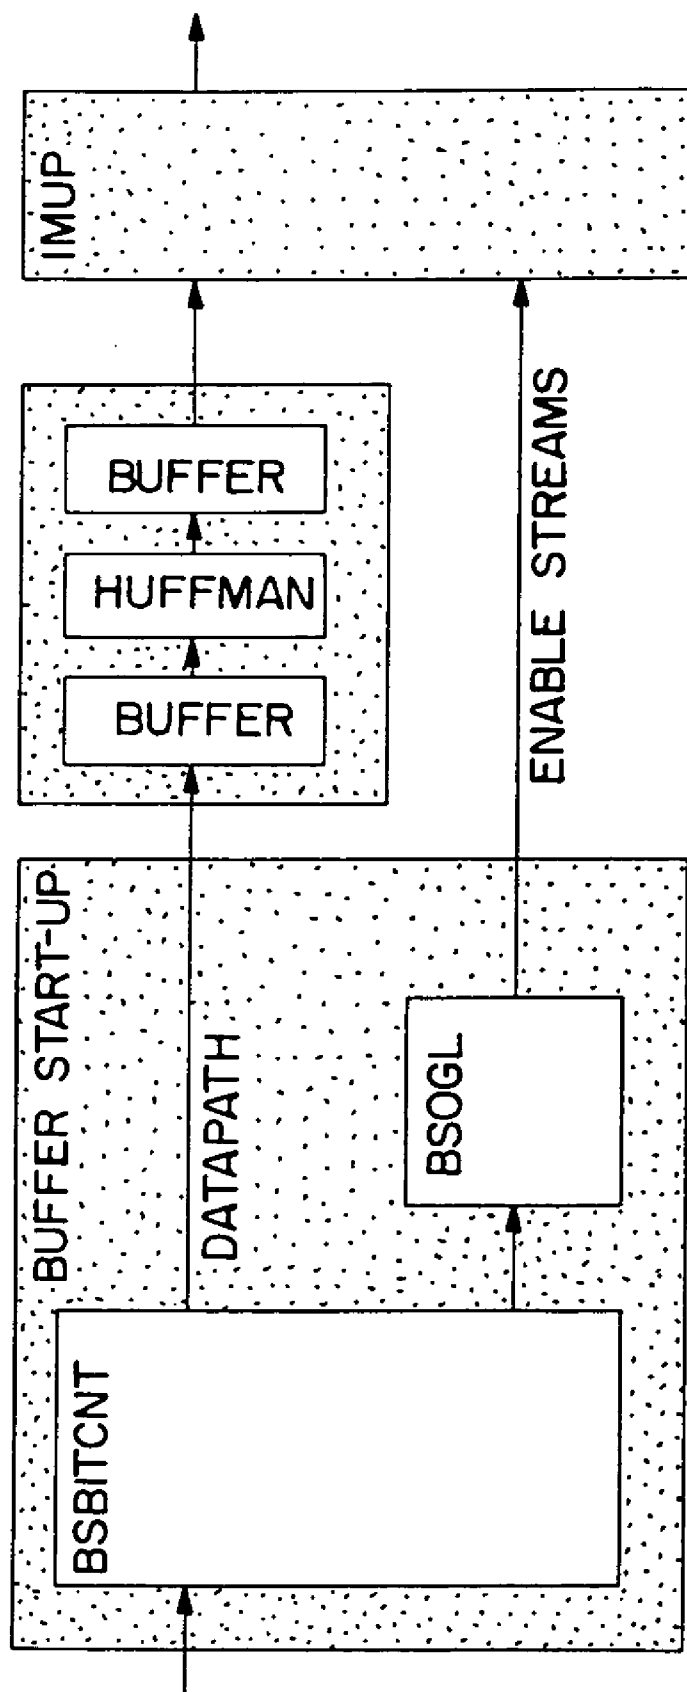 BUFFER START-UP
BSBITCNT
DATAPATH
BSOGL
BUFFER
HUFFMAN
BUFFER
ENABLE STREAMS
IMUP